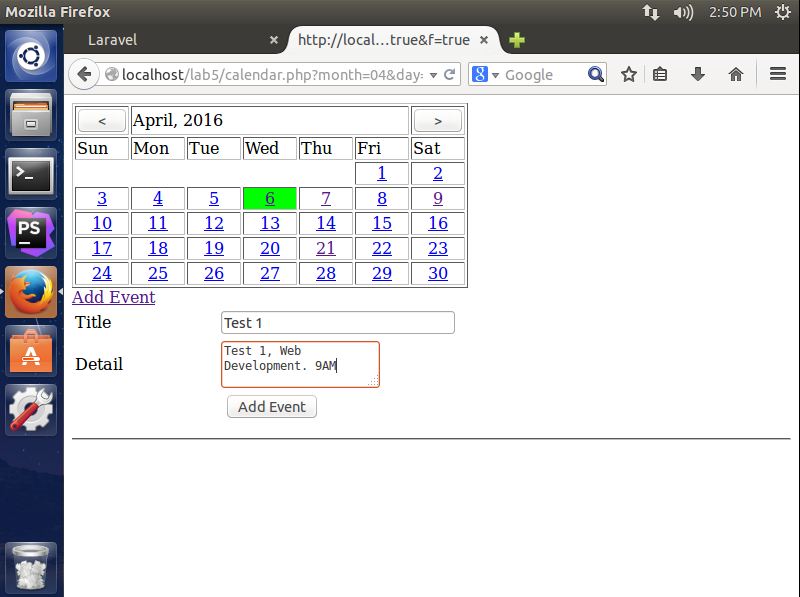 Mozilla Firefox 2:50 PM
Laravel × http://local...true&f=true ×
localhost/lab5/calendar.php?month=04&day: Google
< April, 2016 >
Sun Mon Tue Wed Thu Fri Sat
1 2
3 4 5 6 7 8 9
10 11 12 13 14 15 16
17 18 19 20 21 22 23
24 25 26 27 28 29 30
Add Event
Title Test 1
Detail Test 1, Web
Development. 9AM
Add Event
>_
PS
8
A